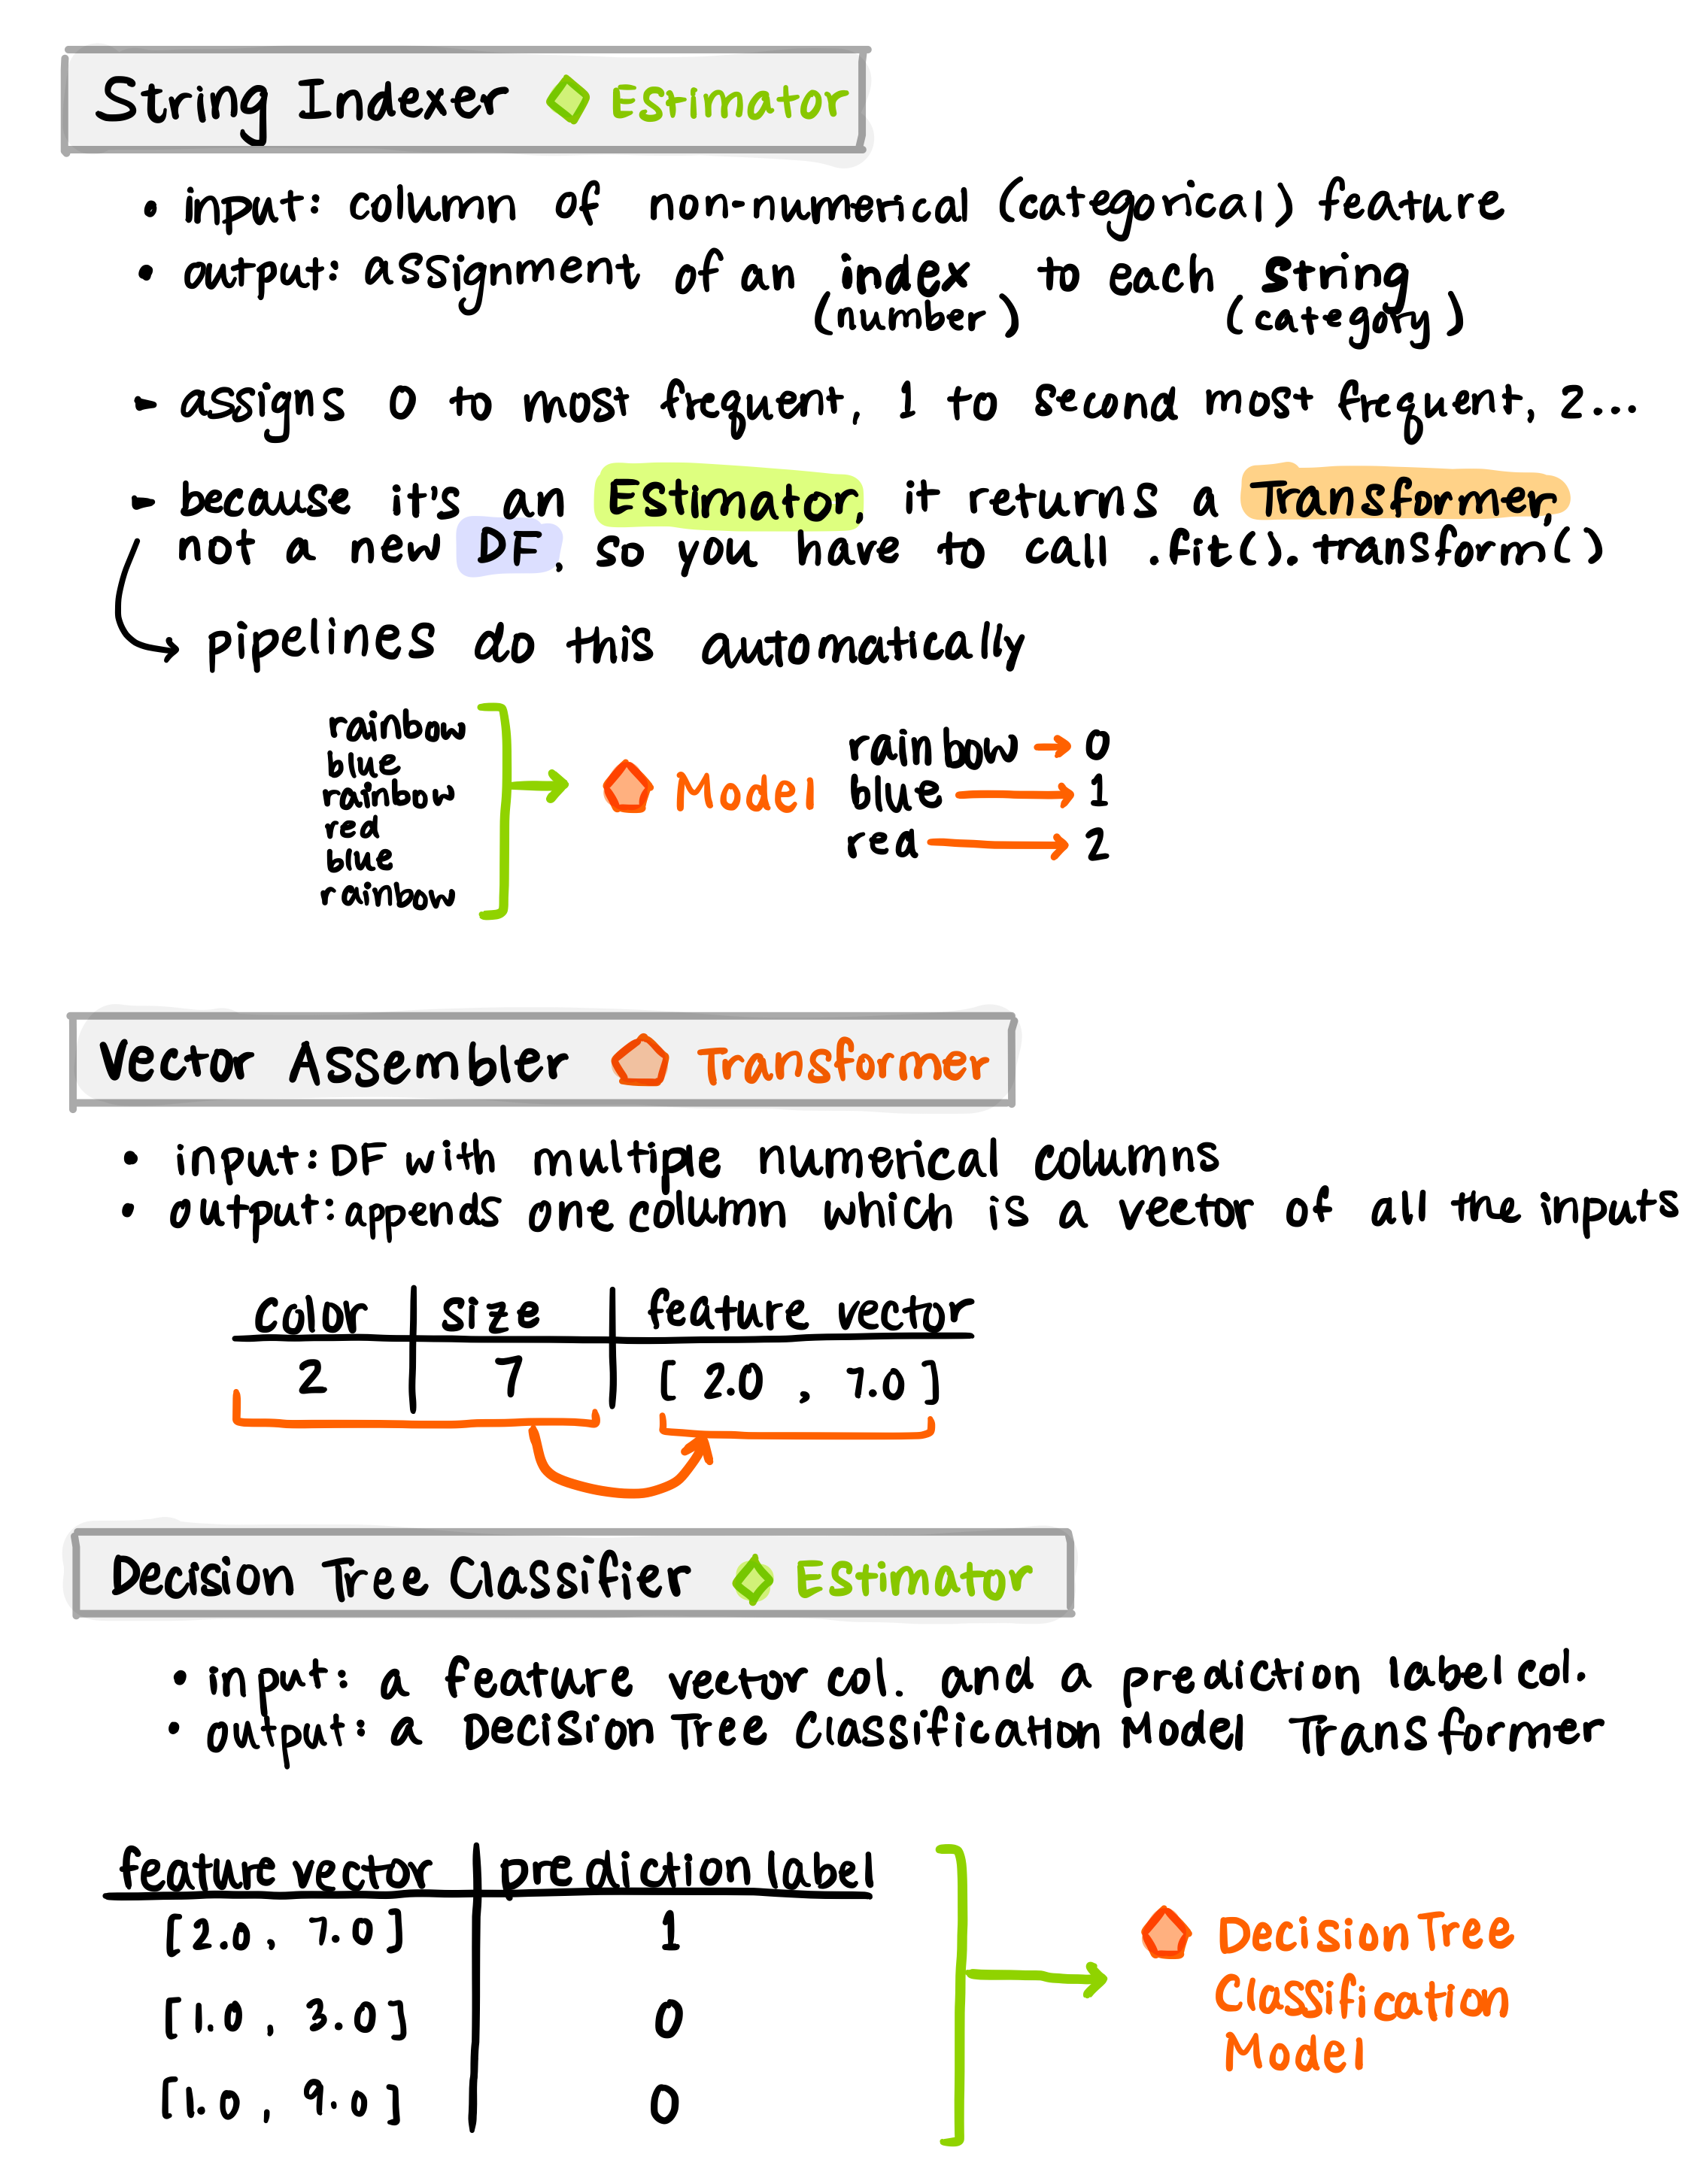 String Indexer Estimator
• input: column of non-numerical (categorical) feature
• output: assignment of an index to each string
(number) (category)
- assigns 0 to most frequent, 1 to second most frequent, 2...
- because it's an Estimator, it returns a Transformer,
not a new DF, so you have to call .fit().transform()
pipelines do this automatically
rainbow
blue
rainbow
red
blue
rainbow
Model
rainbow → 0
blue → 1
red → 2
Vector Assembler Transformer
• input: DF with multiple numerical columns
• output: appends one column which is a vector of all the inputs
color size feature vector
2 7 [ 2.0 , 7.0 ]
Decision Tree Classifier Estimator
• input: a feature vector col. and a prediction label col.
• output: a Decision Tree Classification Model Transformer
feature vector prediction label
[2.0, 7.0] 1
[1.0, 3.0] 0
[1.0, 9.0] 0
Decision Tree
Classification
Model